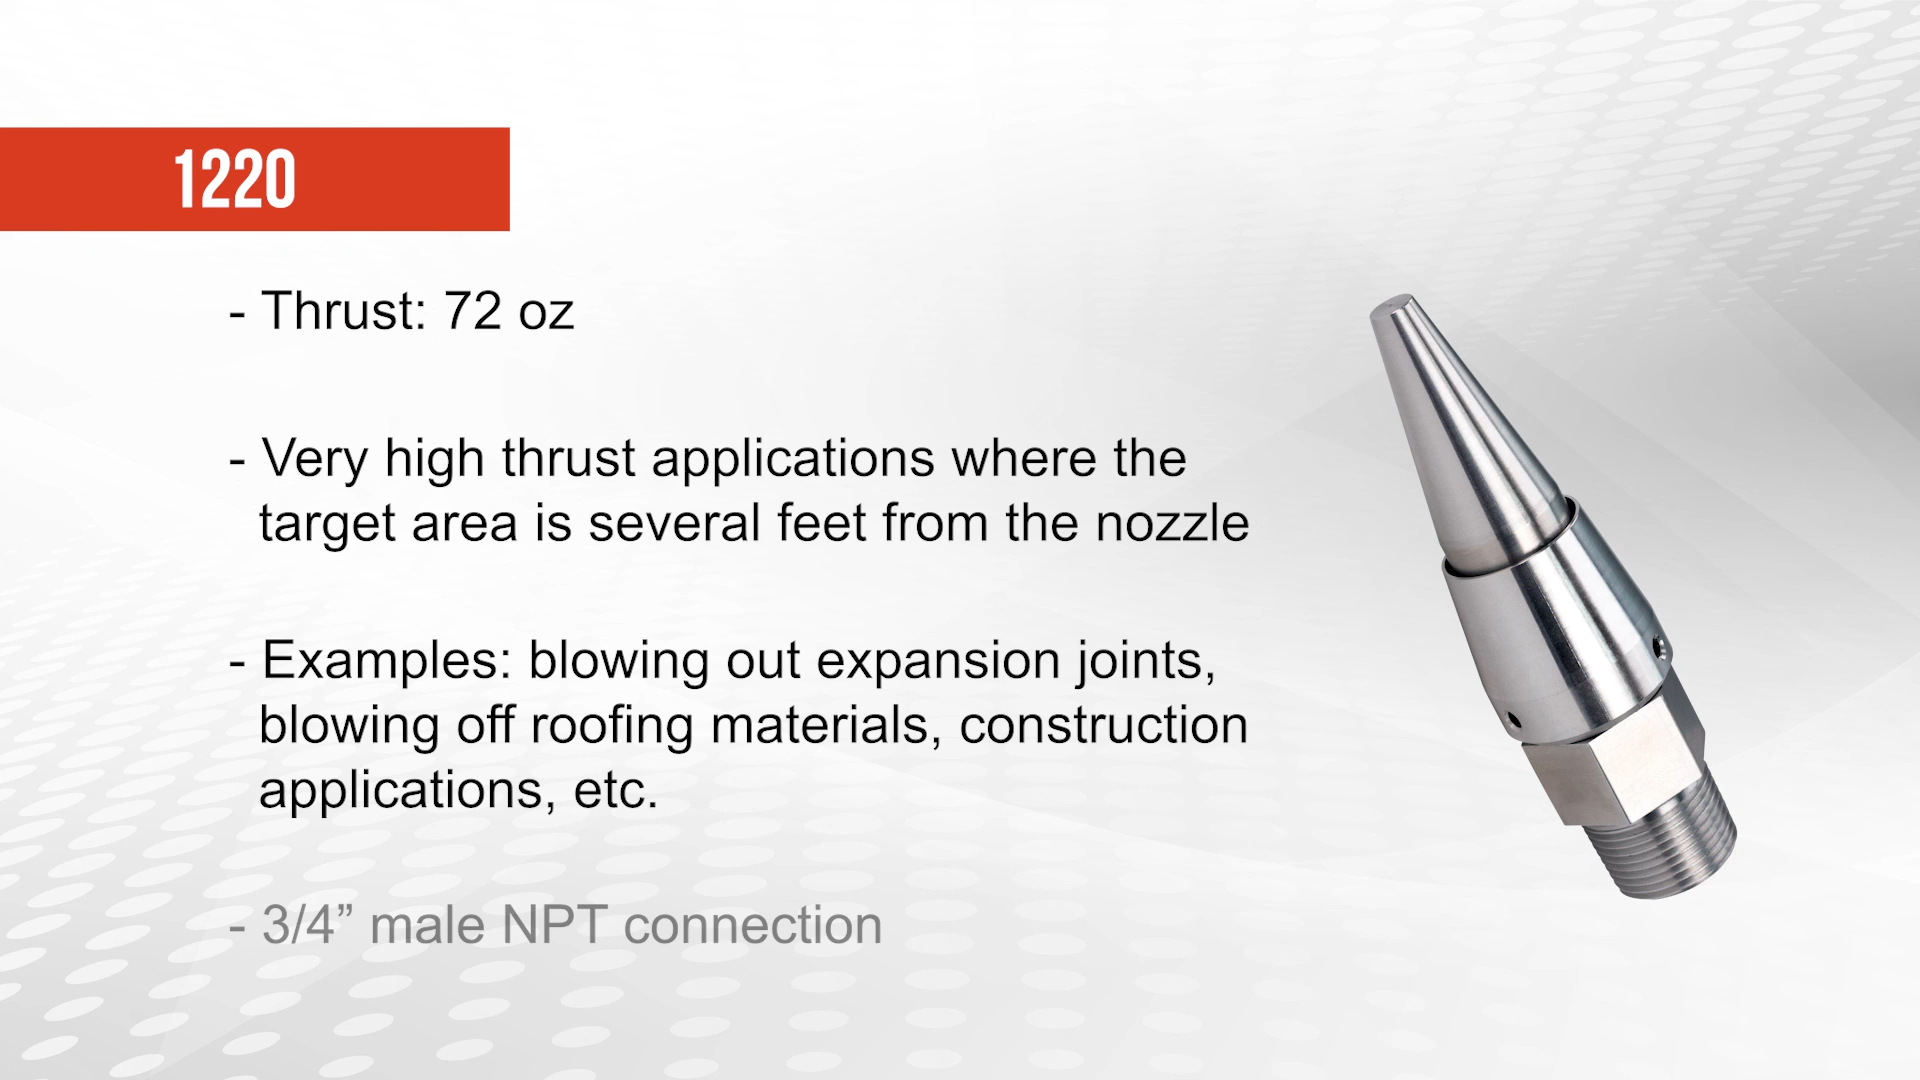 1220
- Thrust: 72 oz
- Very high thrust applications where the
target area is several feet from the nozzle
- Examples: blowing out expansion joints,
blowing off roofing materials, construction
applications, etc.
- 3/4” male NPT connection